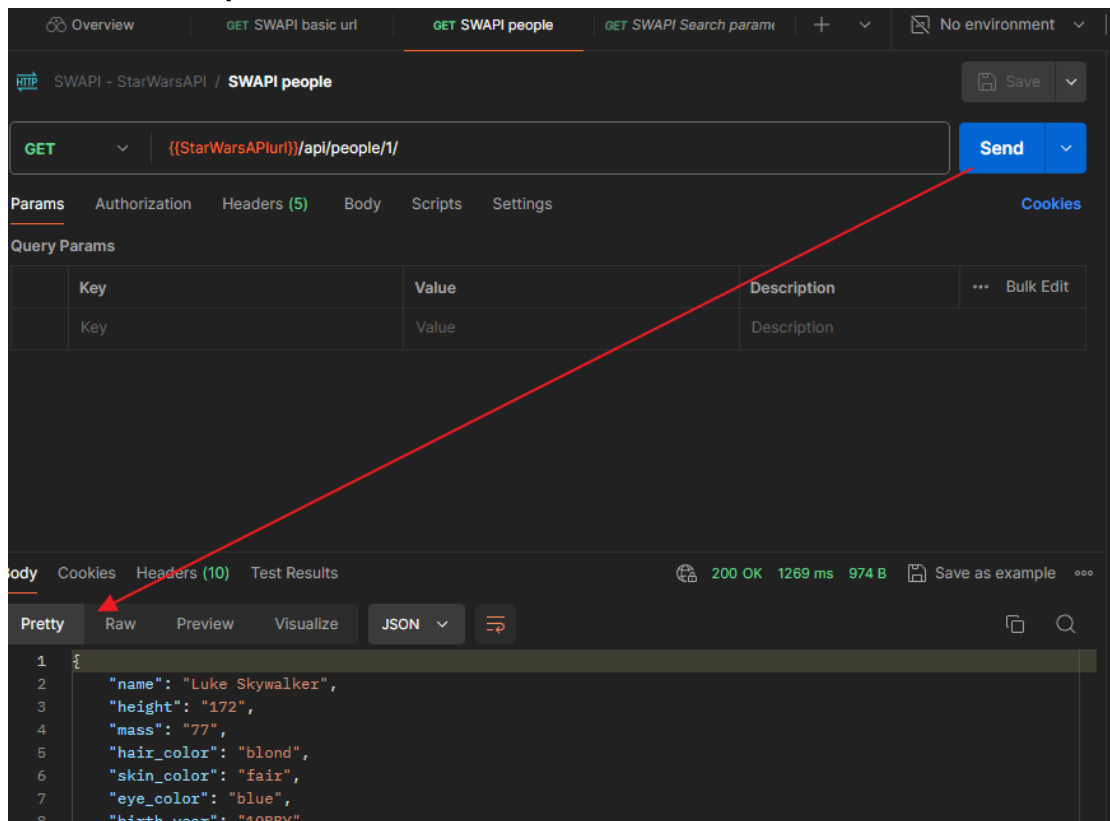 Overview GET SWAPI basic url GET SWAPI people GET SWAPI Search parame No environment
HTTP SWAPI - StarWarsAPI / SWAPI people Save
GET {{StarWarsAPIurl}}/api/people/1/ Send
Params Authorization Headers (5) Body Scripts Settings Cookies
Query Params
Key Value Description ••• Bulk Edit
Key Value Description
Body Cookies Headers (10) Test Results 200 OK 1269 ms 974 B Save as example
Pretty Raw Preview Visualize JSON
1 {
2 "name": "Luke Skywalker",
3 "height": "172",
4 "mass": "77",
5 "hair_color": "blond",
6 "skin_color": "fair",
7 "eye_color": "blue",
8 "birth_year": "19BBY"